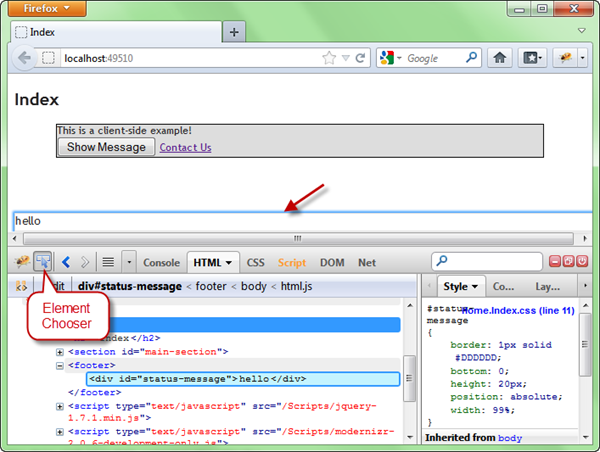 Firefox
Index
localhost:49510
Google
Index
This is a client-side example!
Show Message Contact Us
hello
Console HTML CSS Script DOM Net
div#status-message < footer < body < html.js
Style Co... Lay...
Element
Chooser
</h2>
<section id="main-section">
<footer>
<div id="status-message">hello</div>
</footer>
<script type="text/javascript" src="/Scripts/jquery-
1.7.1.min.js">
<script type="text/javascript" src="/Scripts/modernizr-
2.0.6-development-only.js">
Home.Index.css (line 11)
message
{
border: 1px solid
#DDDDDD;
bottom: 0;
height: 20px;
position: absolute;
width: 99%;
}
Inherited from body